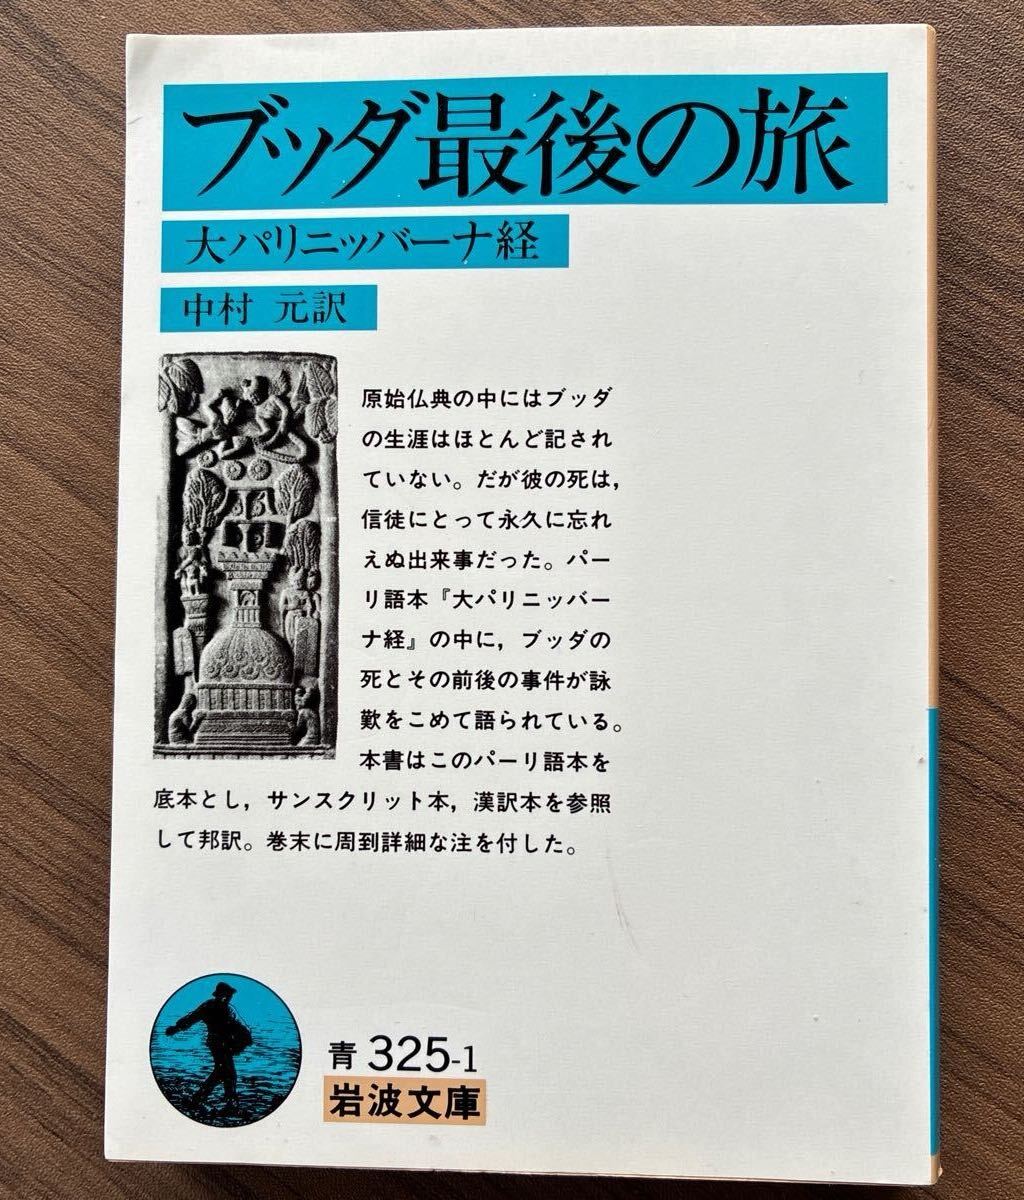 ブッダ最後の旅
大パリニッバーナ経
中村 元訳
原始仏典の中にはブッダ
の生涯はほとんど記され
ていない。だが彼の死は,
信徒にとって永久に忘れ
えぬ出来事だった。パー
リ語本『大パリニッバー
ナ経』の中に, ブッダの
死とその前後の事件が詠
歎をこめて語られている。
本書はこのパーリ語本を
底本とし, サンスクリット本, 漢訳本を参照
して邦訳。巻末に周到詳細な注を付した。
青 325-1
岩波文庫